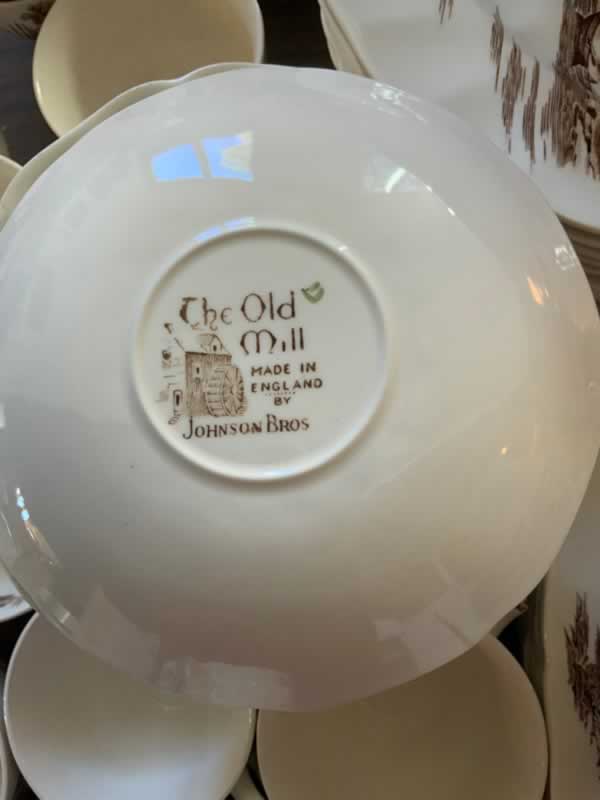 The Old
Mill
MADE IN
ENGLAND
BY
JOHNSON BROS